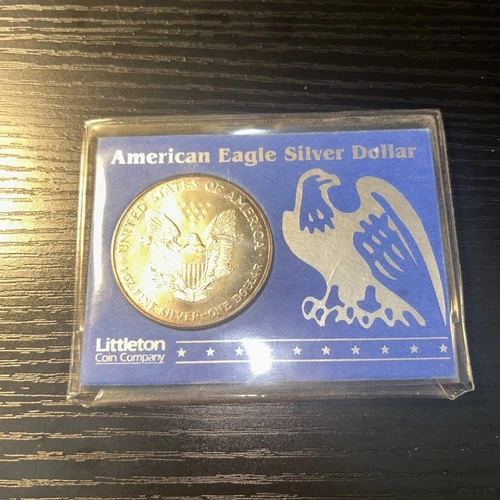 American Eagle Silver Dollar
UNITED STATES OF AMERICA
1 OZ. FINE SILVER~ONE DOLLAR
Littleton
Coin Company